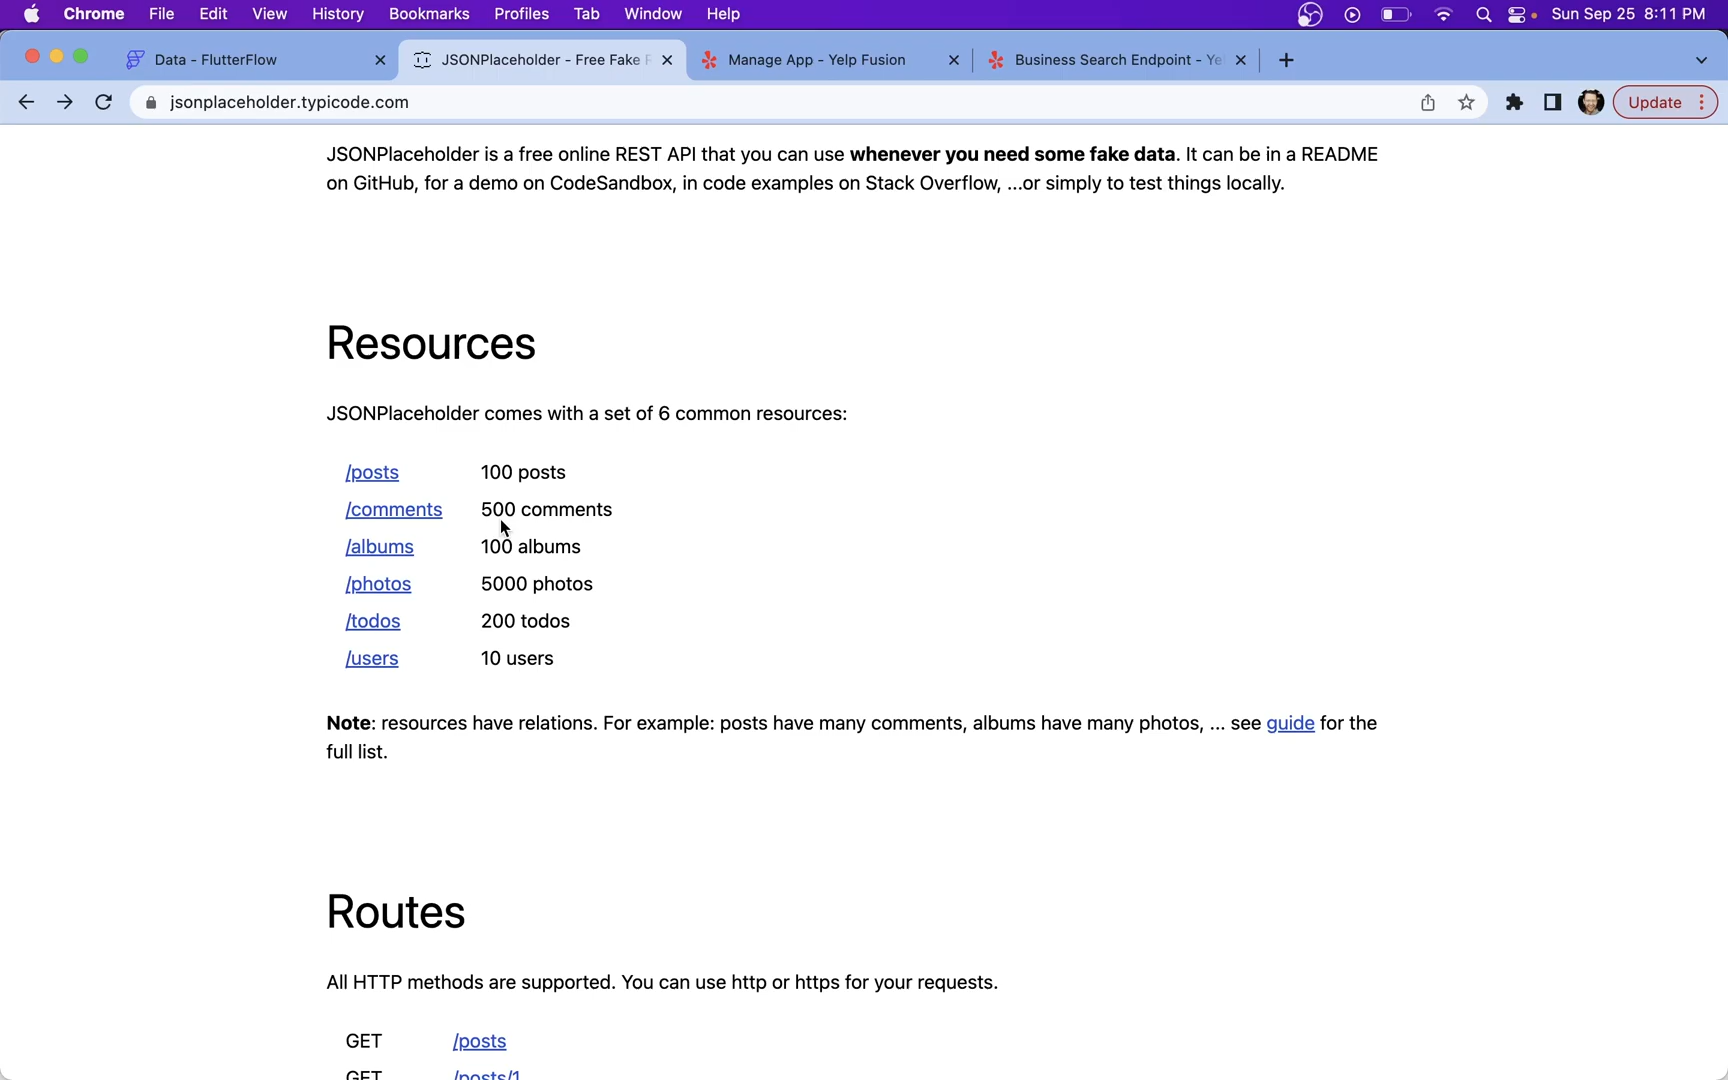 Chrome File Edit View History Bookmarks Profiles Tab Window Help Sun Sep 25 8:11 PM
Data - FlutterFlow JSONPlaceholder - Free Fake Manage App - Yelp Fusion Business Search Endpoint - Ye
jsonplaceholder.typicode.com Update
JSONPlaceholder is a free online REST API that you can use whenever you need some fake data. It can be in a README
on GitHub, for a demo on CodeSandbox, in code examples on Stack Overflow, ...or simply to test things locally.
Resources
JSONPlaceholder comes with a set of 6 common resources:
/posts 100 posts
/comments 500 comments
/albums 100 albums
/photos 5000 photos
/todos 200 todos
/users 10 users
Note: resources have relations. For example: posts have many comments, albums have many photos, ... see guide for the
full list.
Routes
All HTTP methods are supported. You can use http or https for your requests.
GET /posts
GET /posts/1